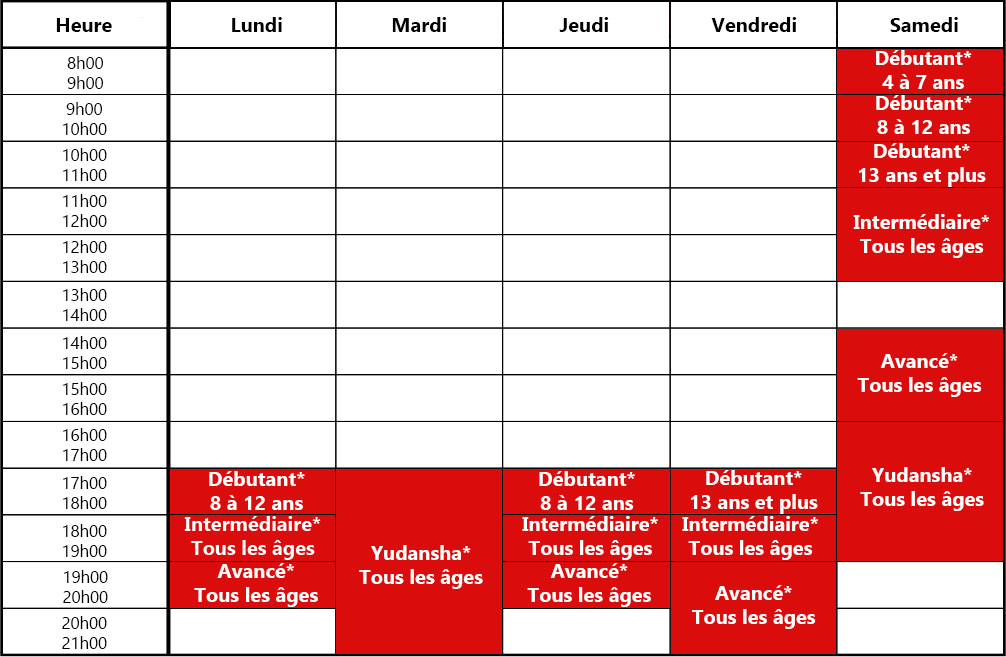 Heure Lundi Mardi Jeudi Vendredi Samedi
8h00
9h00
Débutant*
4 à 7 ans
9h00
10h00
Débutant*
8 à 12 ans
10h00
11h00
Débutant*
13 ans et plus
11h00
12h00
Intermédiaire*
Tous les âges
12h00
13h00
13h00
14h00
14h00
15h00
Avancé*
Tous les âges
15h00
16h00
16h00
17h00
Yudansha*
Tous les âges
17h00
18h00
Débutant*
8 à 12 ans
Yudansha*
Tous les âges
Débutant*
8 à 12 ans
Débutant*
13 ans et plus
18h00
19h00
Intermédiaire*
Tous les âges
Intermédiaire*
Tous les âges
Intermédiaire*
Tous les âges
19h00
20h00
Avancé*
Tous les âges
Avancé*
Tous les âges
Avancé*
Tous les âges
20h00
21h00